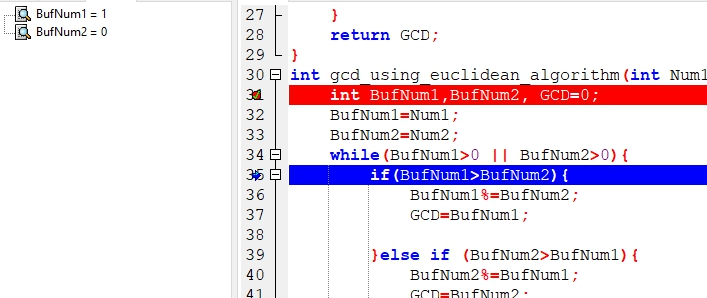 BufNum1 = 1
BufNum2 = 0
27 }
28 return GCD;
29 }
30 int gcd_using_euclidean_algorithm(int Num1
31 int BufNum1,BufNum2, GCD=0;
32 BufNum1=Num1;
33 BufNum2=Num2;
34 while(BufNum1>0 || BufNum2>0){
35 if(BufNum1>BufNum2){
36 BufNum1%=BufNum2;
37 GCD=BufNum1;
38
39 }else if (BufNum2>BufNum1){
40 BufNum2%=BufNum1;
41 GCD=BufNum2;